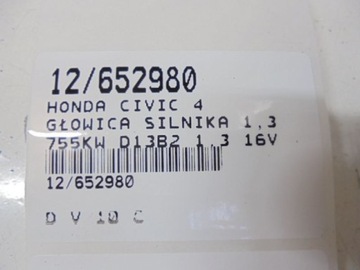 12/652980
HONDA CIVIC 4
GŁOWICA SILNIKA 1,3
755KW D13B2 1 3 16V
12/652980
D V 10 C